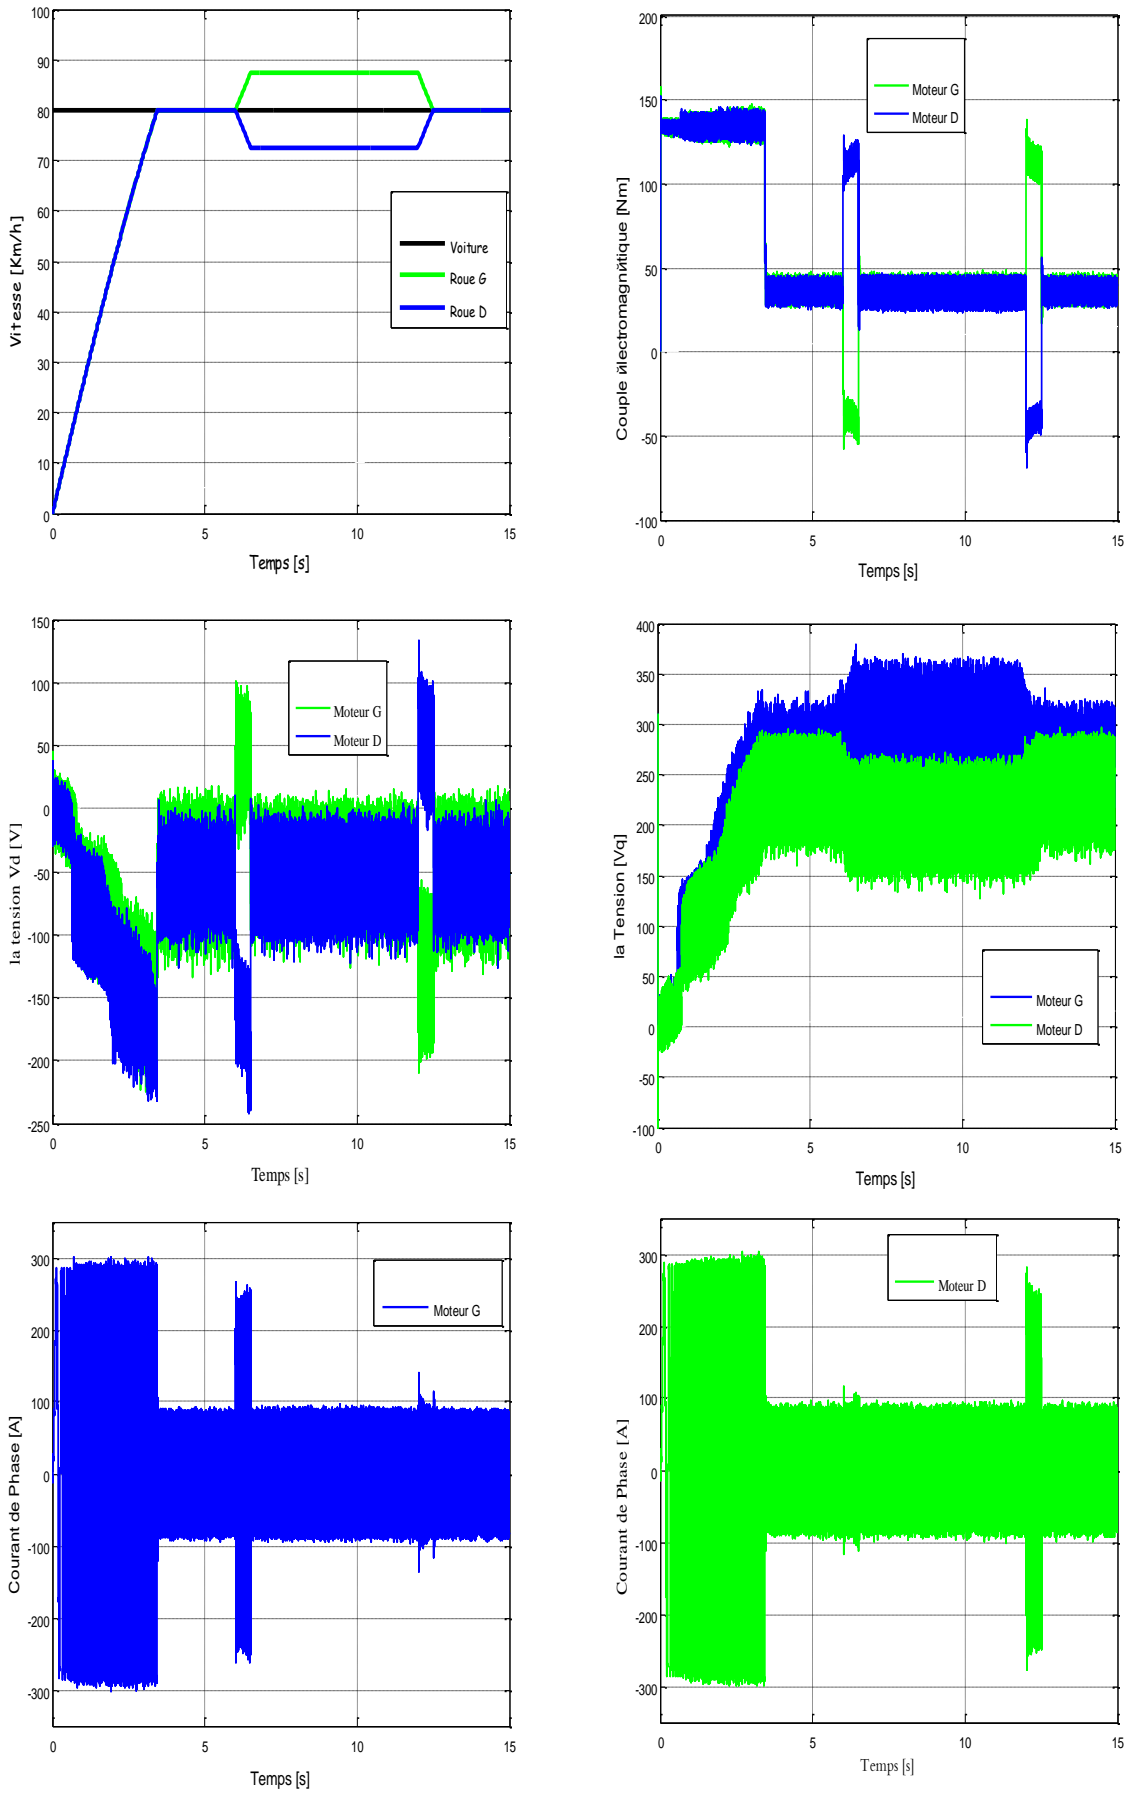 100
90
80
70
60
50
40
30
20
10
0
0 5 10 15
Vitesse [Km/h]
Temps [s]
Voiture
Roue G
Roue D
200
150
100
50
0
-50
-100
0 5 10 15
Couple йlectromagnйtique [Nm]
Temps [s]
Moteur G
Moteur D
150
100
50
0
-50
-100
-150
-200
-250
0 5 10 15
la tension Vd [V]
Temps [s]
Moteur G
Moteur D
400
350
300
250
200
150
100
50
0
-50
-100
0 5 10 15
la Tension [Vq]
Temps [s]
Moteur G
Moteur D
300
200
100
0
-100
-200
-300
0 5 10 15
Courant de Phase [A]
Temps [s]
Moteur G
300
200
100
0
-100
-200
-300
0 5 10 15
Courant de Phase [A]
Temps [s]
Moteur D